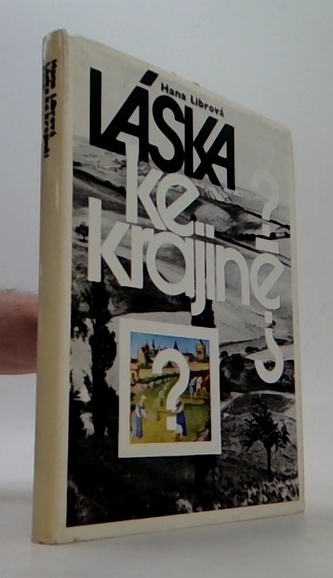 Hana Librová
LÁSKA
ke
krajině
?
?
?
Hana Librová
Láska ke krajině?